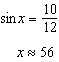 sin x = 10/12
x ≈ 56